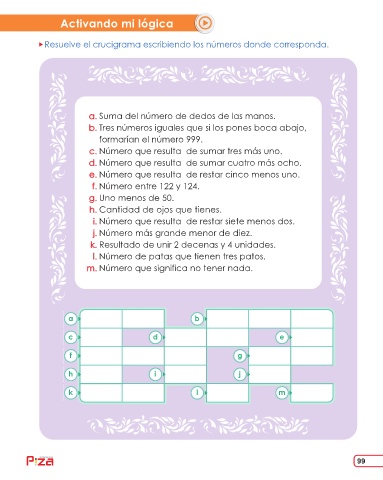 Activando mi lógica
Resuelve el crucigrama escribiendo los números donde corresponda.
a. Suma del número de dedos de las manos.
b. Tres números iguales que si los pones boca abajo,
formarían el número 999.
c. Número que resulta de sumar tres más uno.
d. Número que resulta de sumar cuatro más ocho.
e. Número que resulta de restar cinco menos uno.
f. Número entre 122 y 124.
g. Uno menos de 50.
h. Cantidad de ojos que tienes.
i. Número que resulta de restar siete menos dos.
j. Número más grande menor de diez.
k. Resultado de unir 2 decenas y 4 unidades.
l. Número de patas que tienen tres patos.
m. Número que significa no tener nada.
a b
c d e
f g
h i j
k l m
Piza
99